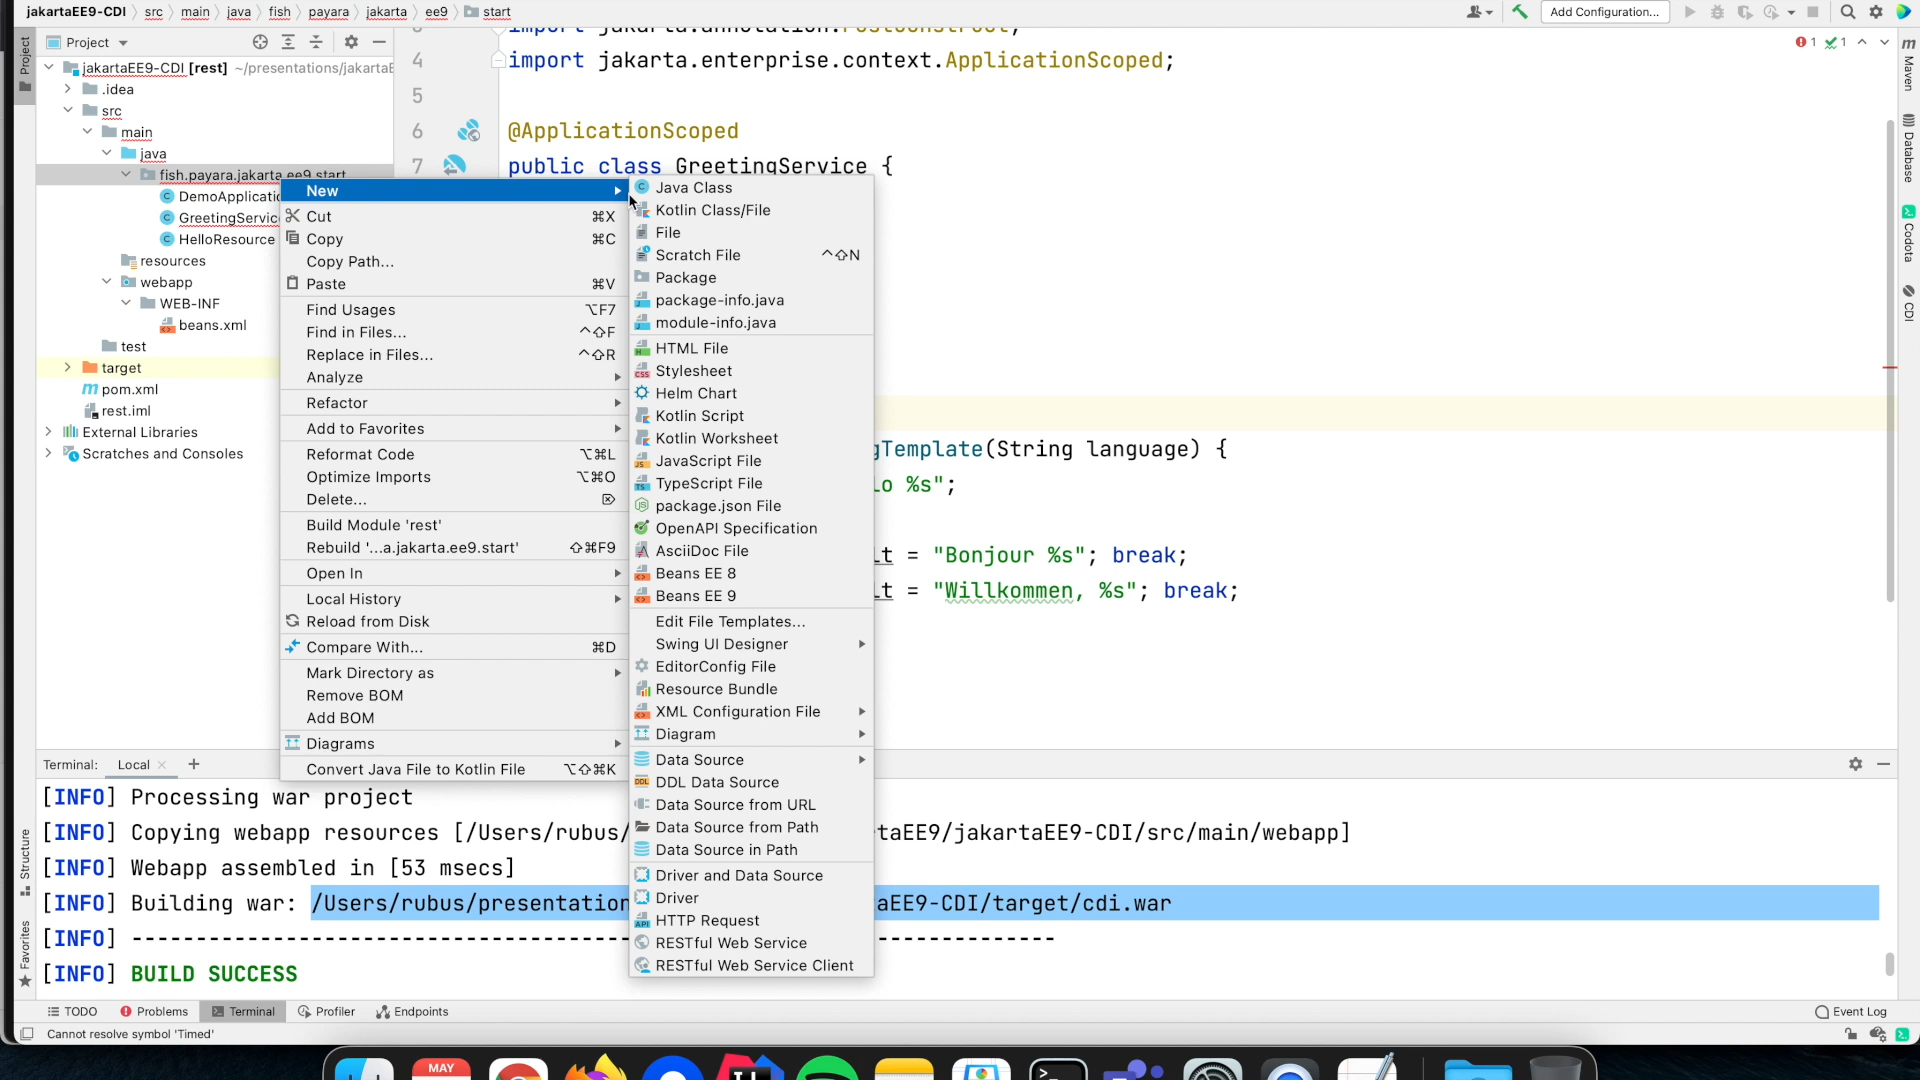 jakartaEE9-CDI
src
main
java
fish
payara
jakarta
ee9
start
Add Configuration...
Project
Project
jakartaEE9-CDI [rest] ~/presentations/jakartaE
.idea
src
main
java
fish.payara.jakarta.ee9.start
DemoApplicatio
GreetingServic
HelloResource
resources
webapp
WEB-INF
beans.xml
test
target
pom.xml
rest.iml
External Libraries
Scratches and Consoles
New
Cut ⌘X
Copy ⌘C
Copy Path...
Paste ⌘V
Find Usages ⌥F7
Find in Files... ^⇧F
Replace in Files... ^⇧R
Analyze
Refactor
Add to Favorites
Reformat Code ⌥⌘L
Optimize Imports ⌥⌘O
Delete... ⌦
Build Module 'rest'
Rebuild '...a.jakarta.ee9.start' ⇧⌘F9
Open In
Local History
Reload from Disk
Compare With... ⌘D
Mark Directory as
Remove BOM
Add BOM
Diagrams
Convert Java File to Kotlin File ⌥⇧⌘K
Java Class
Kotlin Class/File
File
Scratch File ^⇧N
Package
package-info.java
module-info.java
HTML File
Stylesheet
Helm Chart
Kotlin Script
Kotlin Worksheet
JavaScript File
TypeScript File
package.json File
OpenAPI Specification
AsciiDoc File
Beans EE 8
Beans EE 9
Edit File Templates...
Swing UI Designer
EditorConfig File
Resource Bundle
XML Configuration File
Diagram
Data Source
DDL Data Source
Data Source from URL
Data Source from Path
Data Source in Path
Driver and Data Source
Driver
HTTP Request
RESTful Web Service
RESTful Web Service Client
4 import jakarta.enterprise.context.ApplicationScoped;
5
6 @ApplicationScoped
7 public class GreetingService {
gTemplate(String language) {
lo %s";
lt = "Bonjour %s"; break;
lt = "Willkommen, %s"; break;
1 1
Maven
Database
Codota
CDI
Structure
Favorites
Terminal: Local
[INFO] Processing war project
[INFO] Copying webapp resources [/Users/rubus/ taEE9/jakartaEE9-CDI/src/main/webapp]
[INFO] Webapp assembled in [53 msecs]
[INFO] Building war: /Users/rubus/presentation aEE9-CDI/target/cdi.war
[INFO] ------------------------------------------------------------------------
[INFO] BUILD SUCCESS
TODO
Problems
Terminal
Profiler
Endpoints
Event Log
Cannot resolve symbol 'Timed'
MAY